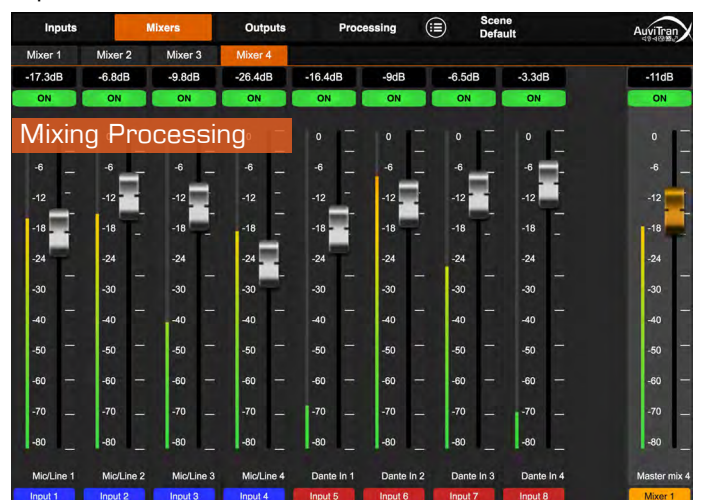 Inputs Mixers Outputs Processing Scene Default AuviTran
Mixer 1 Mixer 2 Mixer 3 Mixer 4
-17.3dB -6.8dB -9.8dB -26.4dB -16.4dB -9dB -6.5dB -3.3dB -11dB
ON ON ON ON ON ON ON ON ON
Mixing Processing
0 0 0 0 0
-6 -6 -6 -6 -6 -6 -6 -6 -6
-12 -12 -12 -12 -12 -12 -12 -12 -12
-18 -18 -18 -18 -18 -18 -18 -18 -18
-24 -24 -24 -24 -24 -24 -24 -24 -24
-30 -30 -30 -30 -30 -30 -30 -30 -30
-40 -40 -40 -40 -40 -40 -40 -40 -40
-50 -50 -50 -50 -50 -50 -50 -50 -50
-60 -60 -60 -60 -60 -60 -60 -60 -60
-70 -70 -70 -70 -70 -70 -70 -70 -70
-80 -80 -80 -80 -80 -80 -80 -80 -80
Mic/Line 1 Mic/Line 2 Mic/Line 3 Mic/Line 4 Dante In 1 Dante In 2 Dante In 3 Dante In 4 Master mix 4
Input 1 Input 2 Input 3 Input 4 Input 5 Input 6 Input 7 Input 8 Mixer 1